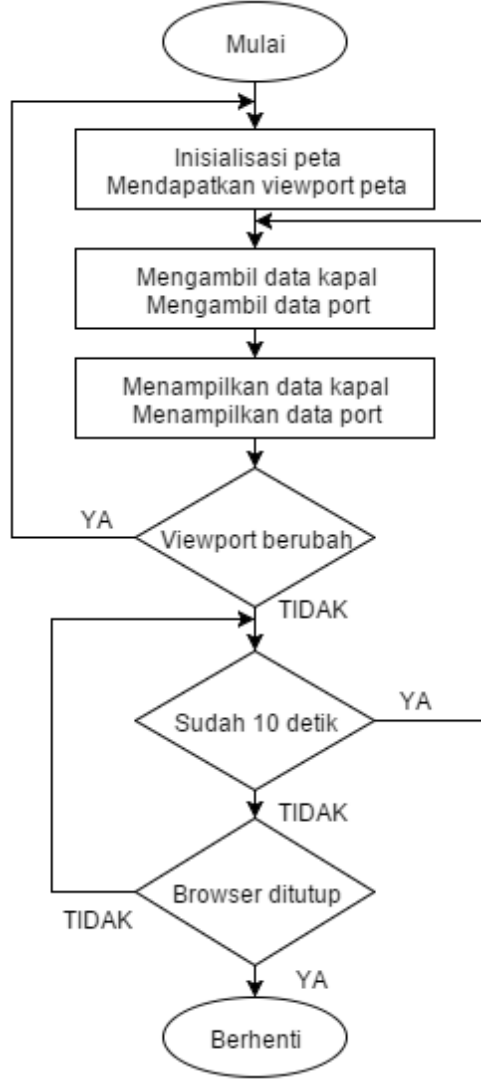 Mulai
Inisialisasi peta
Mendapatkan viewport peta
Mengambil data kapal
Mengambil data port
Menampilkan data kapal
Menampilkan data port
YA
Viewport berubah
TIDAK
Sudah 10 detik
YA
TIDAK
Browser ditutup
TIDAK
YA
Berhenti